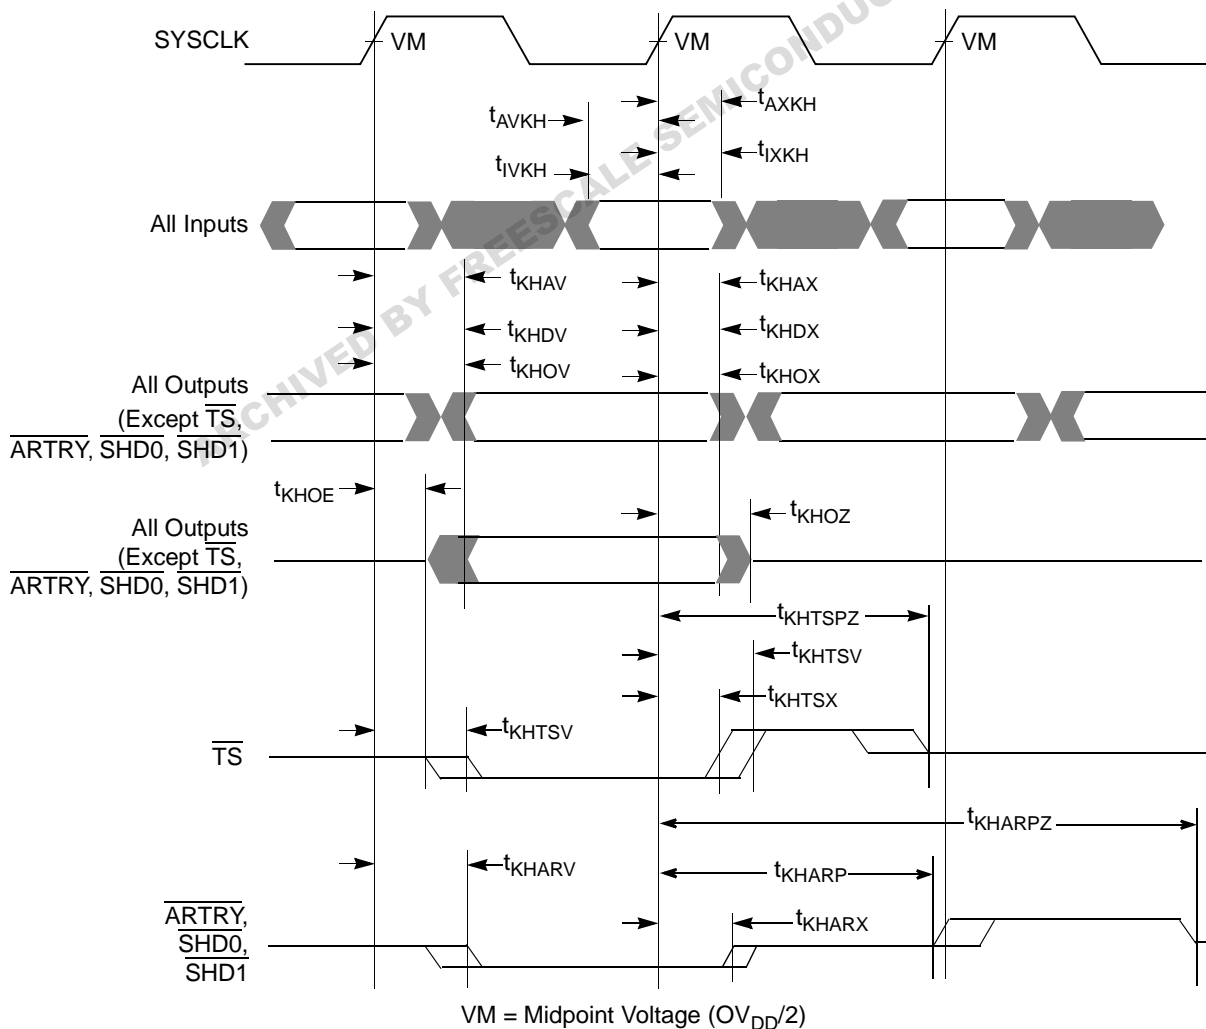 SYSCLK
VM
VM
VM
tAXKH
tAVKH
tIXKH
tIVKH
All Inputs
tKHAV
tKHAX
tKHDV
tKHDX
tKHOV
tKHOX
All Outputs
(Except TS,
ARTRY, SHD0, SHD1)
tKHOE
tKHOZ
All Outputs
(Except TS,
ARTRY, SHD0, SHD1)
tKHTSPZ
tKHTSV
tKHTSX
tKHTSV
TS
tKHARPZ
tKHARV
tKHARP
tKHARX
ARTRY,
SHD0,
SHD1
VM = Midpoint Voltage (OVDD/2)
ARCHIVED BY FREESCALE SEMICONDUC